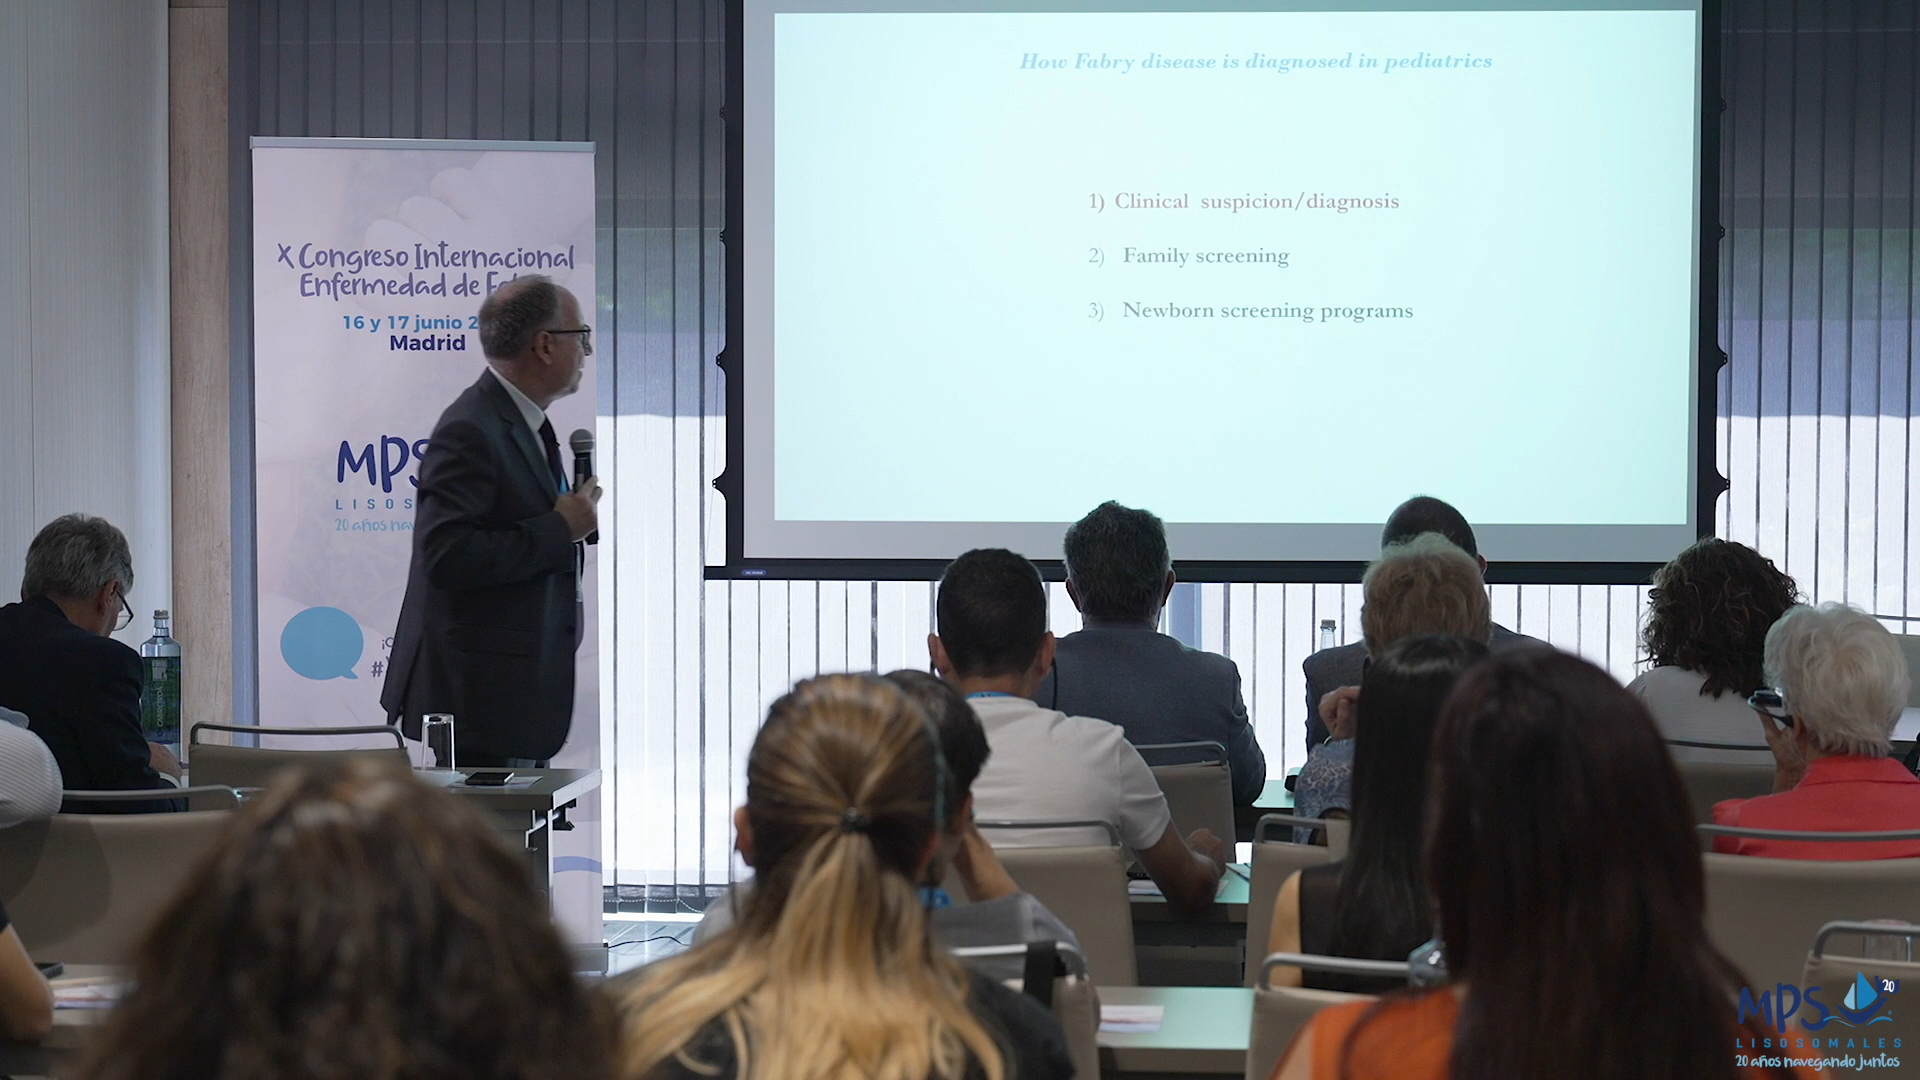 How Fabry disease is diagnosed in pediatrics
1) Clinical suspicion/diagnosis
2) Family screening
3) Newborn screening programs
X Congreso Internacional
Enfermedad de
16 y 17 junio
Madrid
MPS
20 años
#
MPS 20
LISOSOMALES
20 años navegando juntos